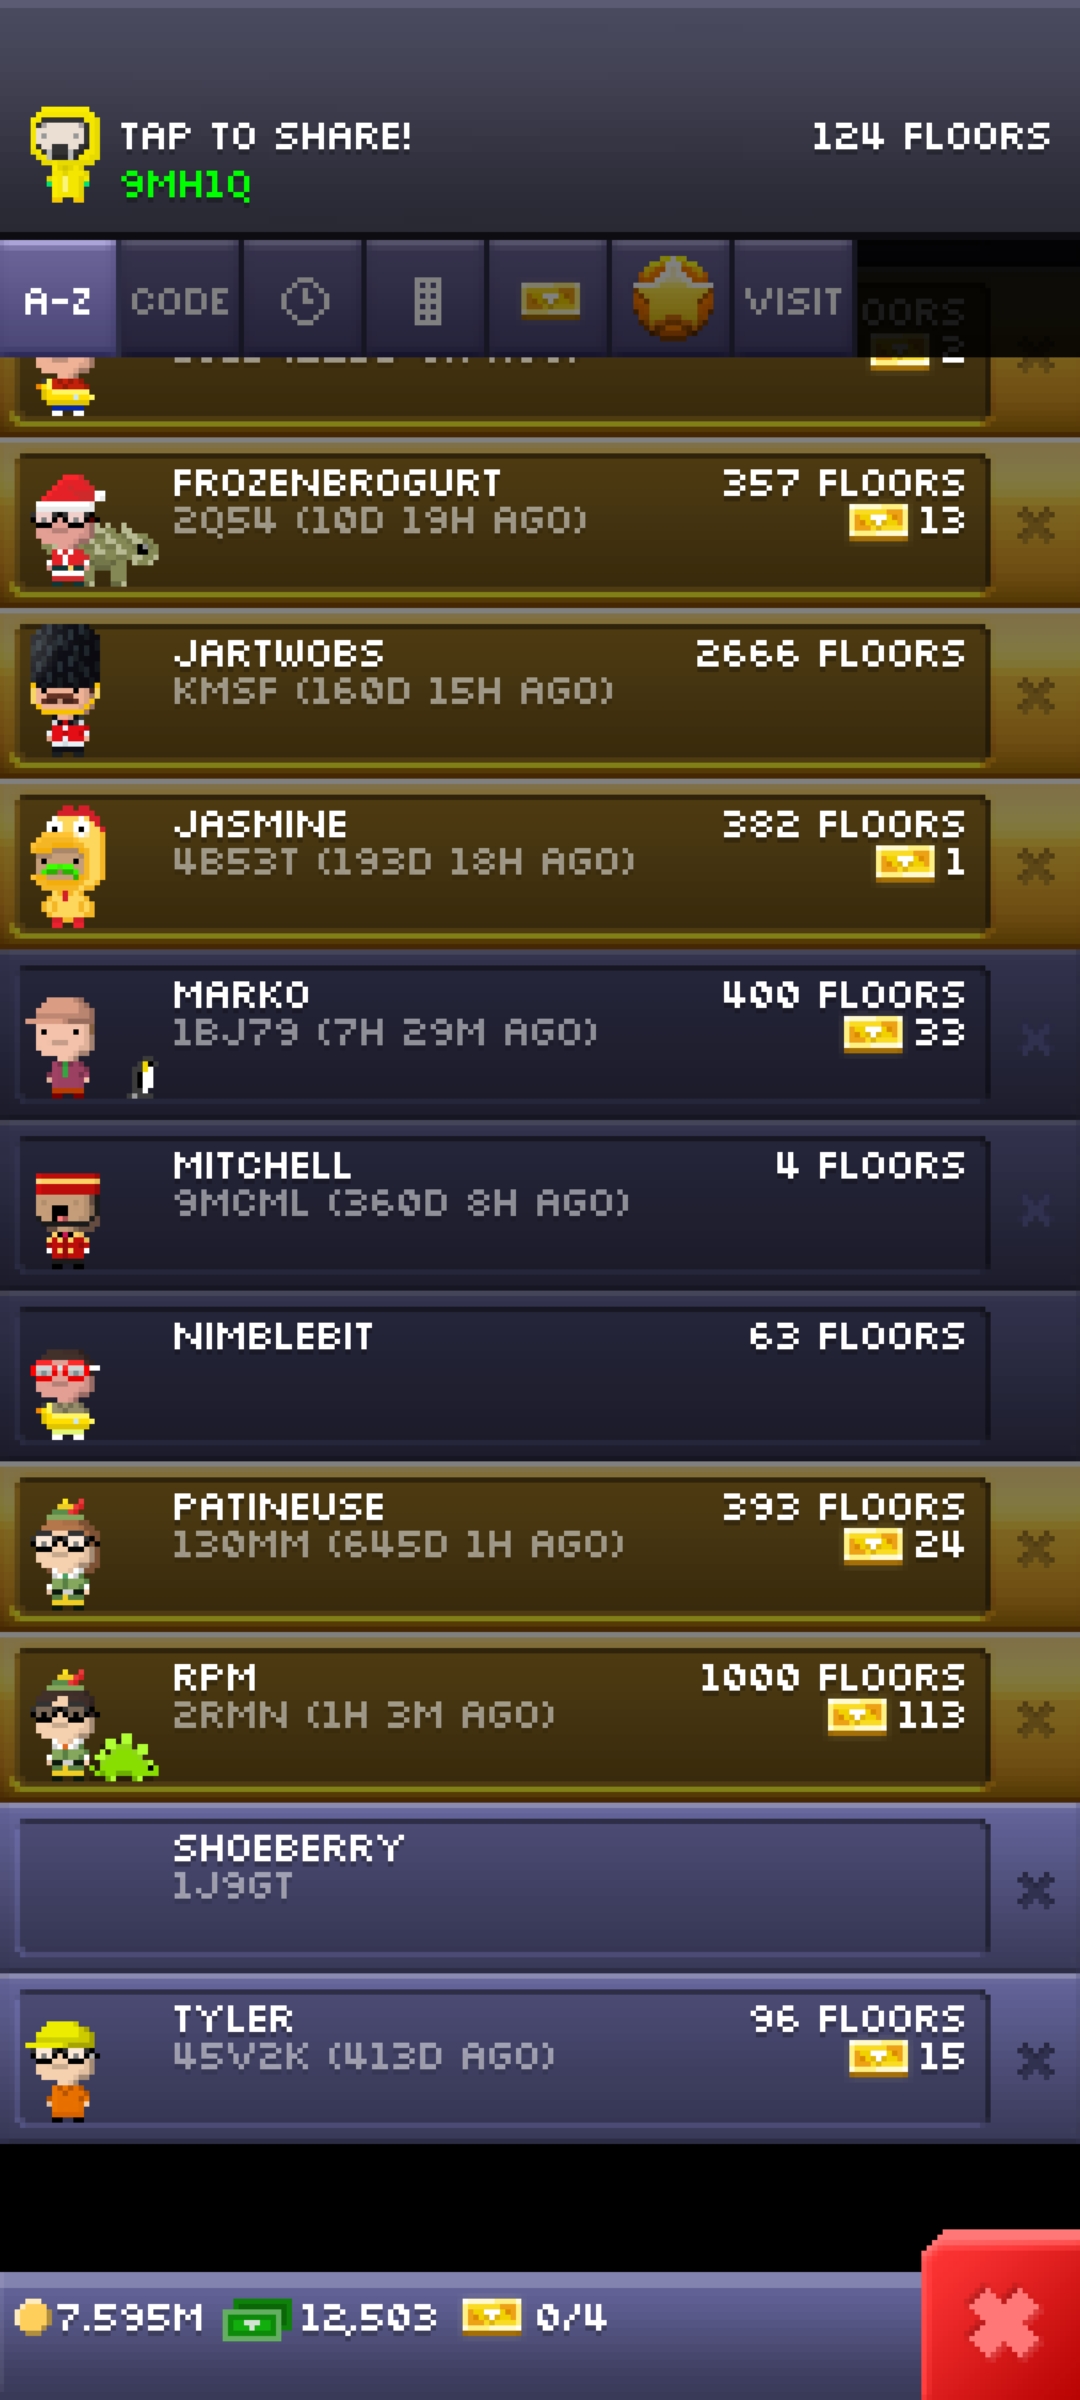 TAP TO SHARE!
124 FLOORS
9MH1Q
A-Z
CODE
VISIT
2
FROZENBROGURT
357 FLOORS
2Q54 (10D 19H AGO)
13
JARTWOBS
2666 FLOORS
KMSF (160D 15H AGO)
JASMINE
382 FLOORS
4B53T (193D 18H AGO)
1
MARKO
400 FLOORS
1BJ79 (7H 29M AGO)
33
MITCHELL
4 FLOORS
9MCML (360D 8H AGO)
NIMBLEBIT
63 FLOORS
PATINEUSE
393 FLOORS
130MM (645D 1H AGO)
24
RPM
1000 FLOORS
2RMN (1H 3M AGO)
113
SHOEBERRY
1J9GT
TYLER
96 FLOORS
45V2K (413D AGO)
15
7.595M
12,503
0/4